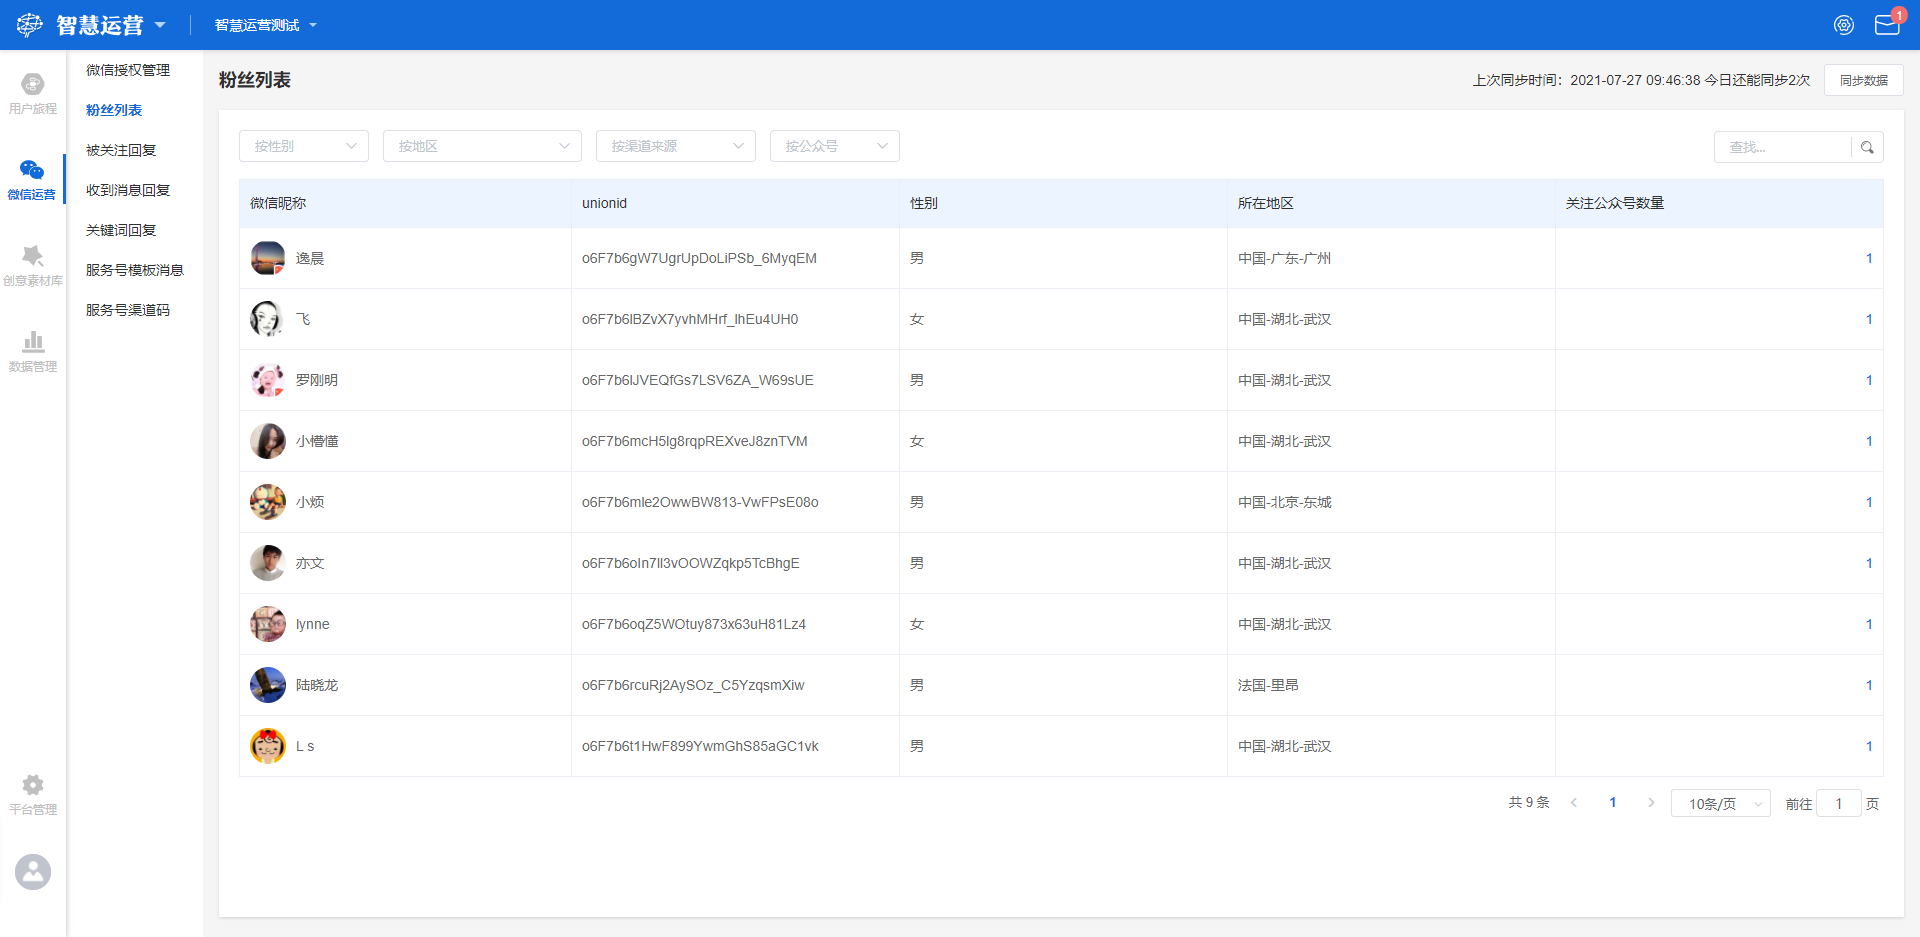 智慧运营 智慧运营测试 1
用户旅程
微信运营
创意素材库
数据管理
平台管理
微信授权管理
粉丝列表
被关注回复
收到消息回复
关键词回复
服务号模板消息
服务号渠道码
粉丝列表 上次同步时间：2021-07-27 09:46:38 今日还能同步2次 同步数据
按性别 按地区 按渠道来源 按公众号 查找...
微信昵称 unionid 性别 所在地区 关注公众号数量
逸晨 o6F7b6gW7UgrUpDoLiPSb_6MyqEM 男 中国-广东-广州 1
飞 o6F7b6lBZvX7yvhMHrf_IhEu4UH0 女 中国-湖北-武汉 1
罗刚明 o6F7b6lJVEQfGs7LSV6ZA_W69sUE 男 中国-湖北-武汉 1
小懵懂 o6F7b6mcH5Ig8rqpREXveJ8znTVM 女 中国-湖北-武汉 1
小烦 o6F7b6mle2OwwBW813-VwFPsE08o 男 中国-北京-东城 1
亦文 o6F7b6oIn7Il3vOOWZqkp5TcBhgE 男 中国-湖北-武汉 1
lynne o6F7b6oqZ5WOtuy873x63uH81Lz4 女 中国-湖北-武汉 1
陆晓龙 o6F7b6rcuRj2AySOz_C5YzqsmXiw 男 法国-里昂 1
L s o6F7b6t1HwF899YwmGhS85aGC1vk 男 中国-湖北-武汉 1
共 9 条 1 10条/页 前往 1 页